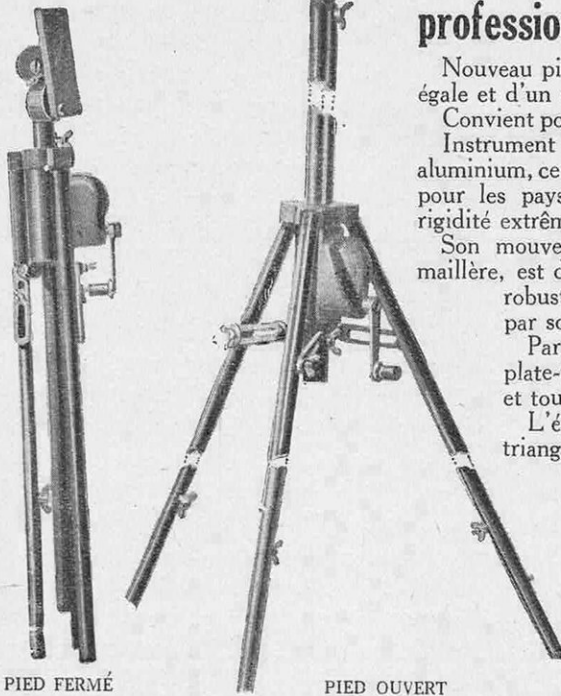 professio
Nouveau pi
égale et d'un
Convient po
Instrument
aluminium, ce
pour les pays
rigidité extrêm
Son mouve
maillère, est d
robust
par so
Par
plate-
et tou
L'é
triang
PIED FERMÉ
PIED OUVERT